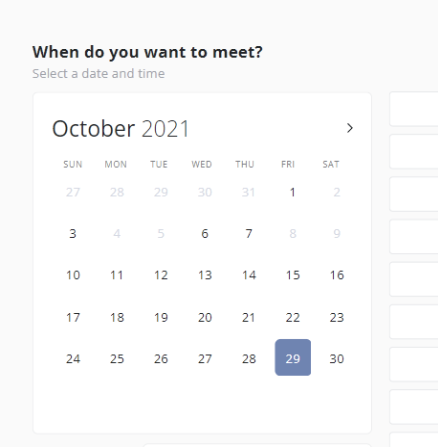 When do you want to meet?
Select a date and time
October 2021 >
SUN MON TUE WED THU FRI SAT
27 28 29 30 31 1 2
3 4 5 6 7 8 9
10 11 12 13 14 15 16
17 18 19 20 21 22 23
24 25 26 27 28 29 30